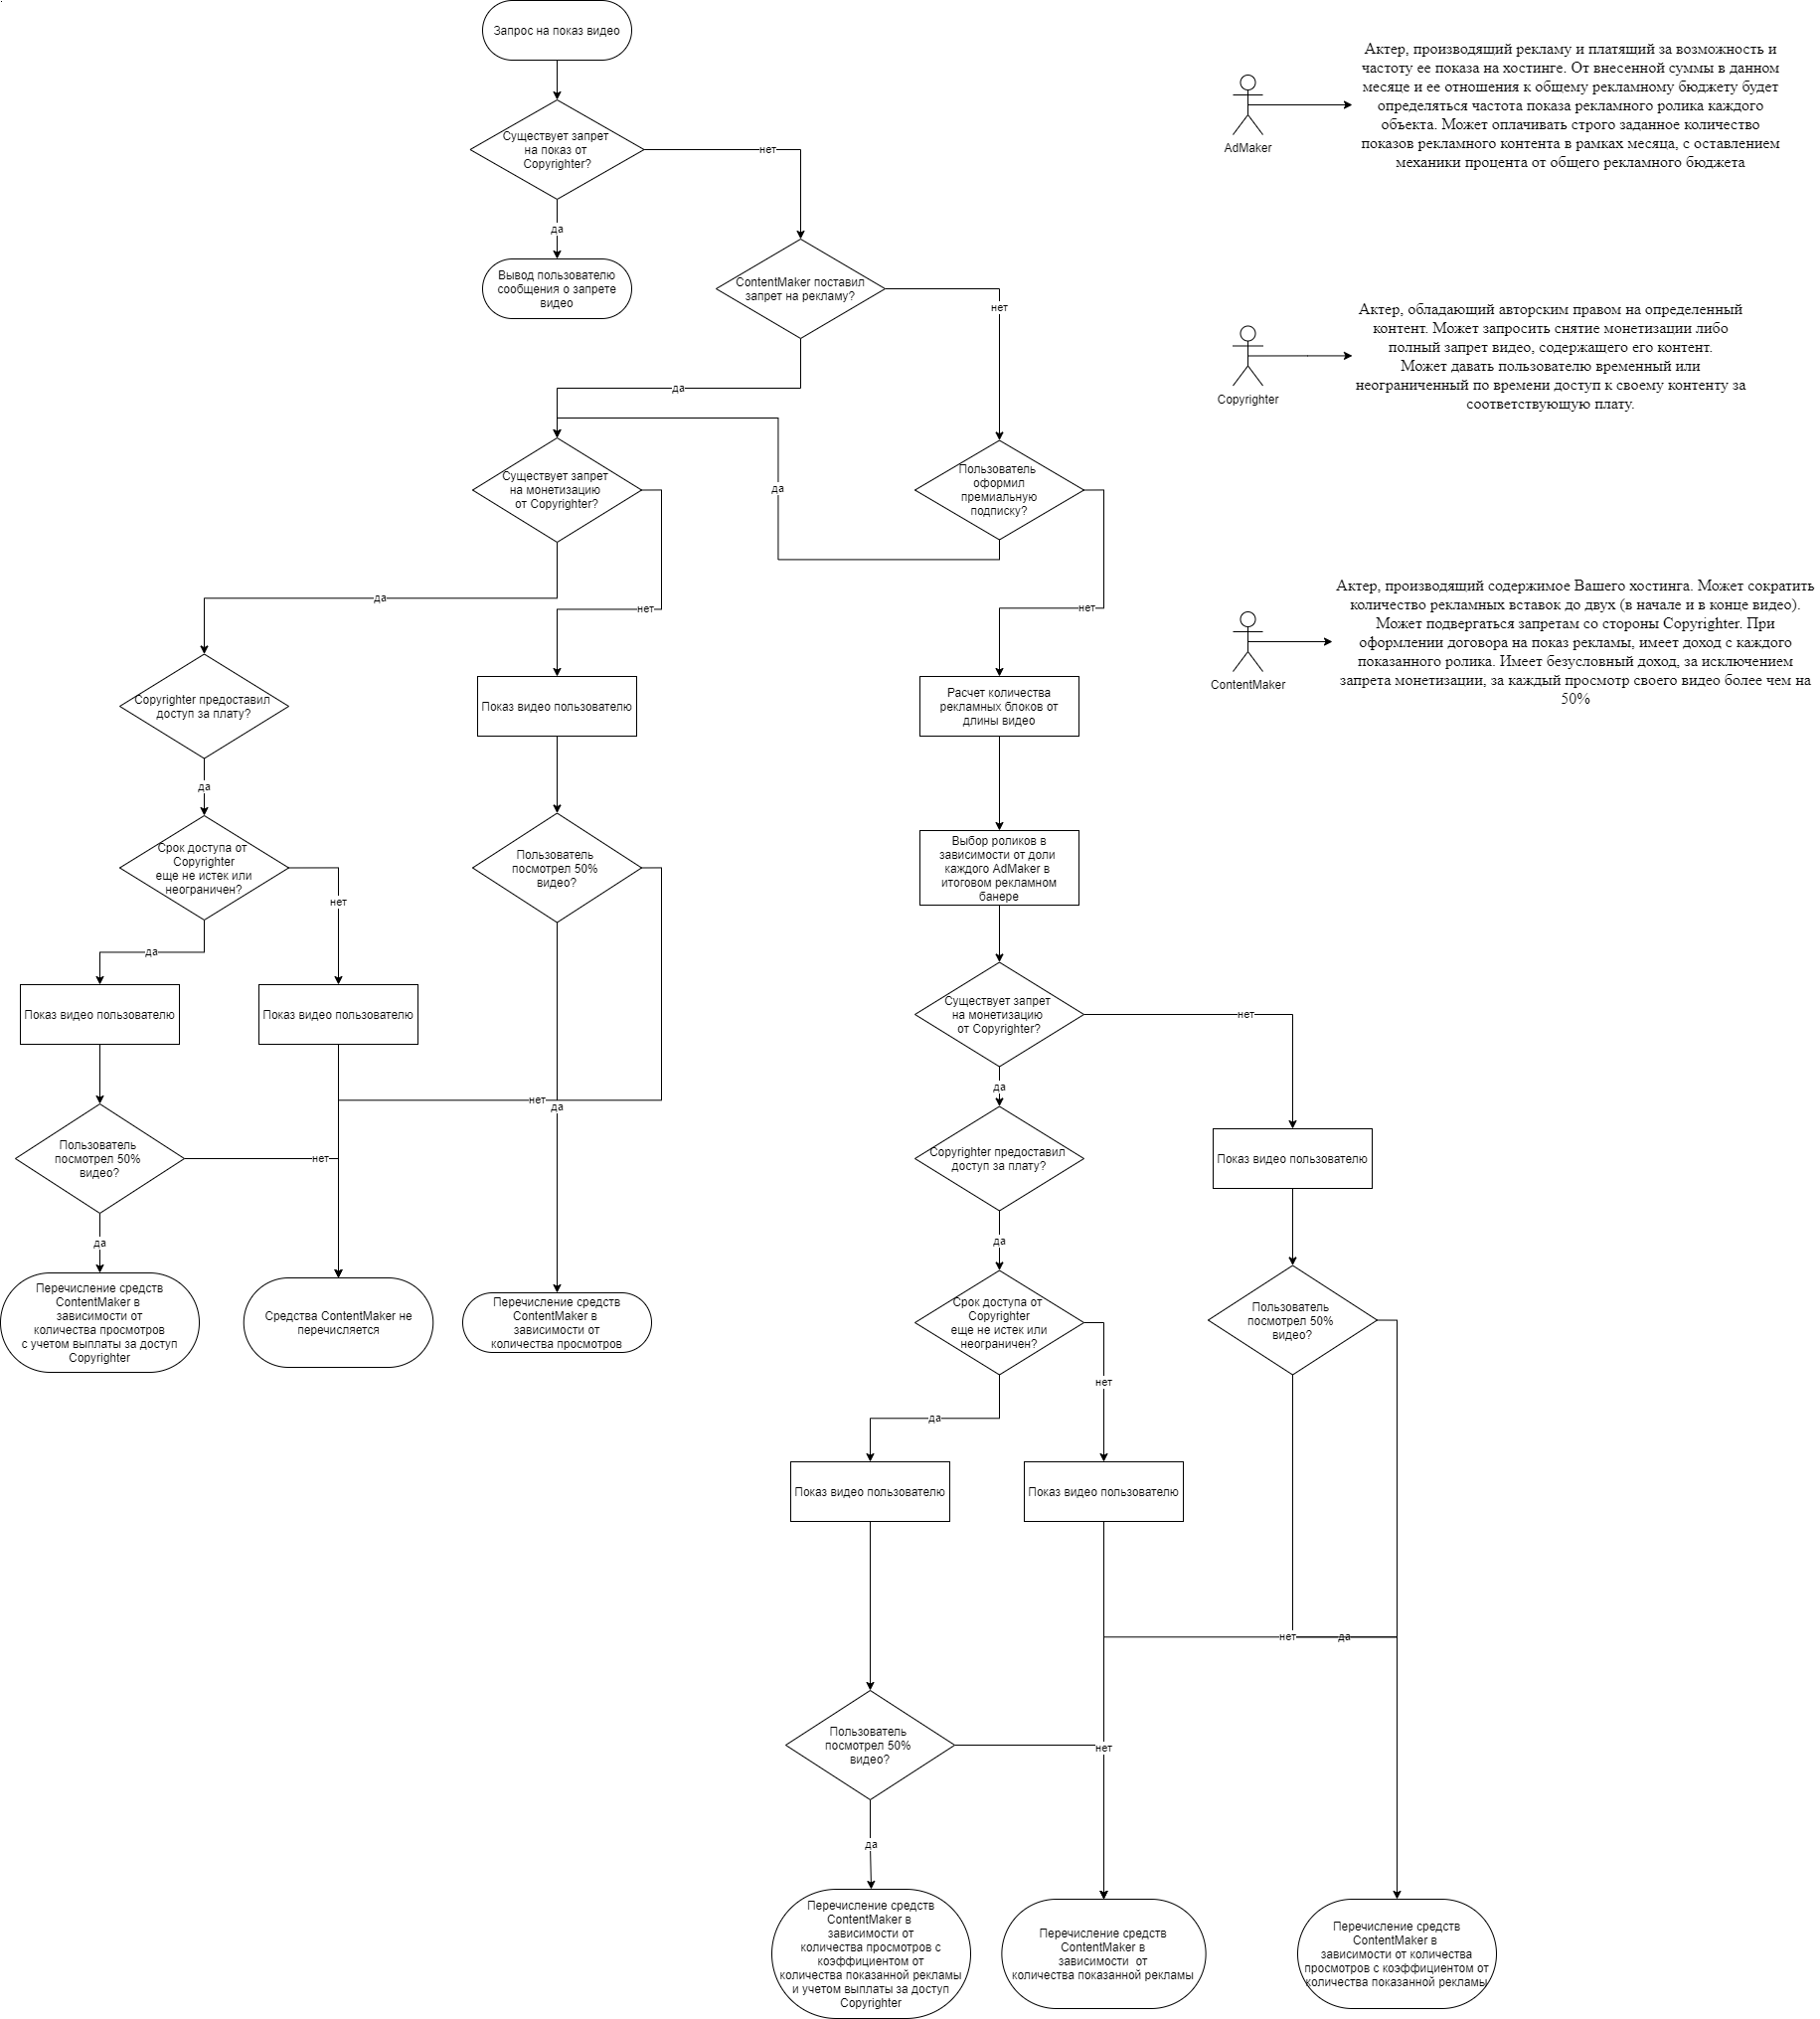 Запрос на показ видео
Существует запрет
на показ от
Copyrighter?
нет
да
Вывод пользователю
сообщения о запрете
видео
ContentMaker поставил
запрет на рекламу?
нет
да
Существует запрет
на монетизацию
от Copyrighter?
Пользователь
оформил
премиальную
подписку?
да
да
нет
нет
Copyrighter предоставил
доступ за плату?
Показ видео пользователю
Расчет количества
рекламных блоков от
длины видео
да
Срок доступа от
Copyrighter
еще не истек или
неограничен?
Пользователь
посмотрел 50%
видео?
Выбор роликов в
зависимости от доли
каждого AdMaker в
итоговом рекламном
банере
нет
да
Показ видео пользователю
Показ видео пользователю
Существует запрет
на монетизацию
от Copyrighter?
нет
да
нет
да
Пользователь
посмотрел 50%
видео?
нет
Copyrighter предоставил
доступ за плату?
Показ видео пользователю
да
да
Перечисление средств
ContentMaker в
зависимости от
количества просмотров
с учетом выплаты за доступ
Copyrighter
Средства ContentMaker не
перечисляется
Перечисление средств
ContentMaker в
зависимости от
количества просмотров
Срок доступа от
Copyrighter
еще не истек или
неограничен?
Пользователь
посмотрел 50%
видео?
нет
да
Показ видео пользователю
Показ видео пользователю
нет
да
Пользователь
посмотрел 50%
видео?
нет
да
Перечисление средств
ContentMaker в
зависимости от
количества просмотров с
коэффициентом от
количества показанной рекламы
и учетом выплаты за доступ
Copyrighter
Перечисление средств
ContentMaker в
зависимости от
количества показанной рекламы
Перечисление средств
ContentMaker в
зависимости от количества
просмотров с коэффициентом от
количества показанной рекламы
AdMaker
Актер, производящий рекламу и платящий за возможность и
частоту ее показа на хостинге. От внесенной суммы в данном
месяце и ее отношения к общему рекламному бюджету будет
определяться частота показа рекламного ролика каждого
объекта. Может оплачивать строго заданное количество
показов рекламного контента в рамках месяца, с оставлением
механики процента от общего рекламного бюджета
Copyrighter
Актер, обладающий авторским правом на определенный
контент. Может запросить снятие монетизации либо
полный запрет видео, содержащего его контент.
Может давать пользователю временный или
неограниченный по времени доступ к своему контенту за
соответствующую плату.
ContentMaker
Актер, производящий содержимое Вашего хостинга. Может сократить
количество рекламных вставок до двух (в начале и в конце видео).
Может подвергаться запретам со стороны Copyrighter. При
оформлении договора на показ рекламы, имеет доход с каждого
показанного ролика. Имеет безусловный доход, за исключением
запрета монетизации, за каждый просмотр своего видео более чем на
50%